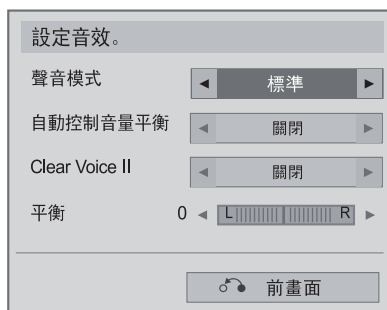 設定音效。
聲音模式 ◄ 標準 ►
自動控制音量平衡 ◄ 關閉 ►
Clear Voice II ◄ 關閉 ►
平衡 0 ◄ L R ►
前畫面